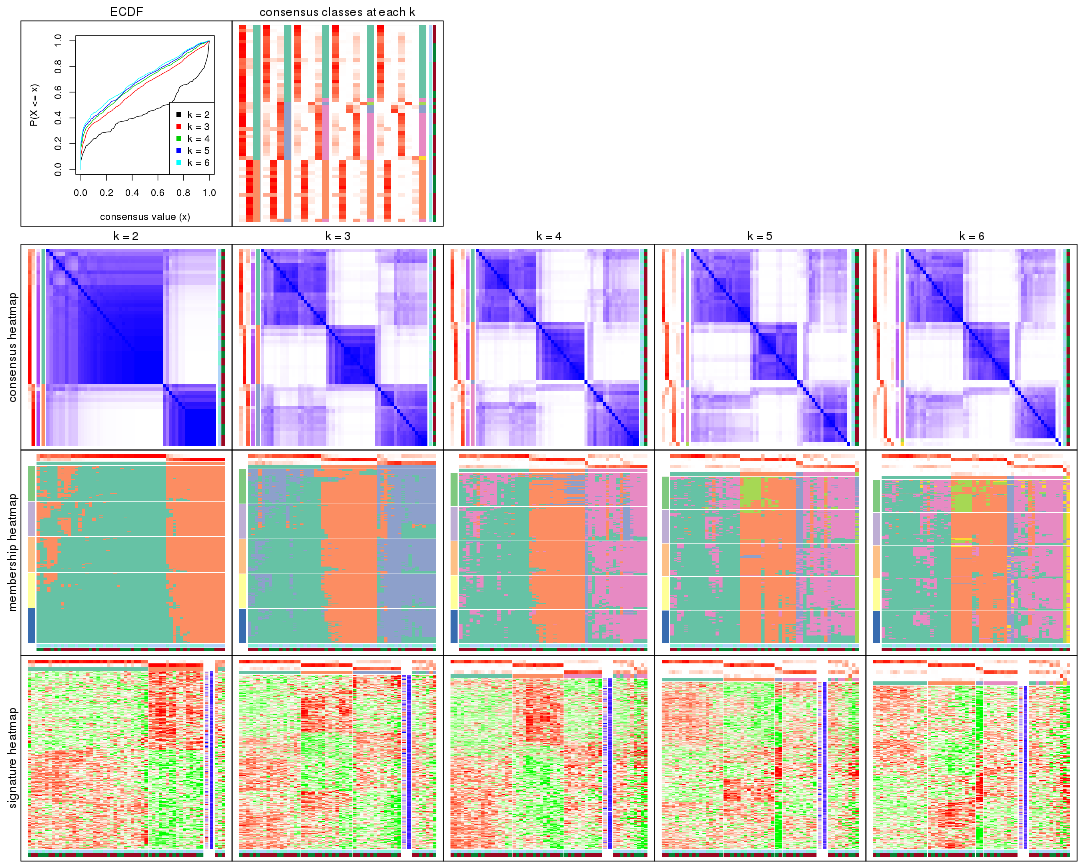 ECDF
consensus classes at each k
P(X <= x)
0.0 0.2 0.4 0.6 0.8 1.0
k = 2
k = 3
k = 4
k = 5
k = 6
0.0 0.2 0.4 0.6 0.8 1.0
consensus value (x)
k = 2 k = 3 k = 4 k = 5 k = 6
consensus heatmap
membership heatmap
signature heatmap